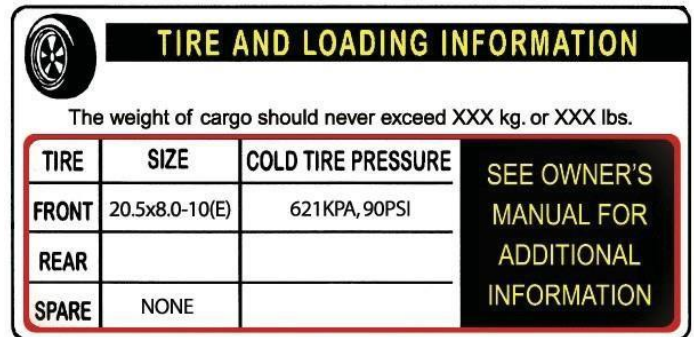 TIRE AND LOADING INFORMATION
The weight of cargo should never exceed XXX kg. or XXX lbs.
TIRE SIZE COLD TIRE PRESSURE
FRONT 20.5x8.0-10(E) 621KPA, 90PSI
REAR
SPARE NONE
SEE OWNER'S
MANUAL FOR
ADDITIONAL
INFORMATION